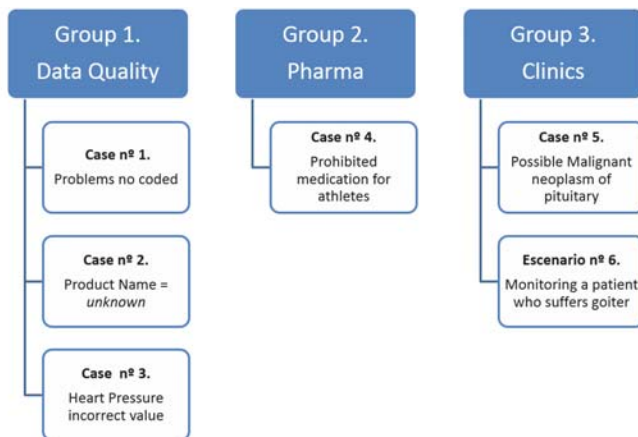 Group 1.
Data Quality
Case nº 1.
Problems no coded
Case nº 2.
Product Name =
unknown
Case nº 3.
Heart Pressure
incorrect value
Group 2.
Pharma
Case nº 4.
Prohibited
medication for
athletes
Group 3.
Clinics
Case nº 5.
Possible Malignant
neoplasm of
pituitary
Escenario nº 6.
Monitoring a patient
who suffers goiter